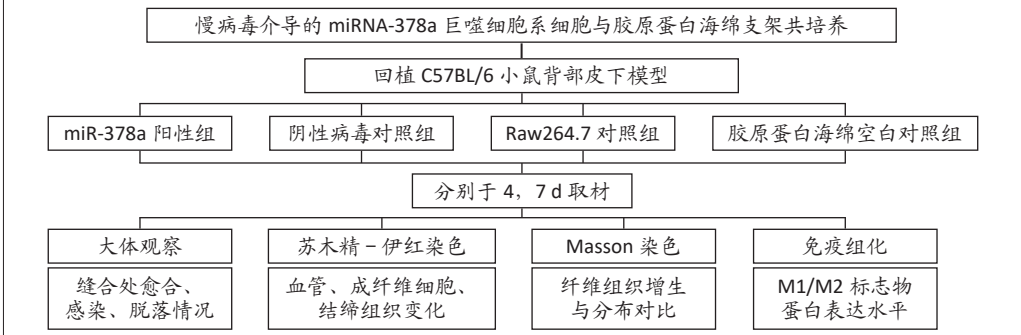 慢病毒介导的 miRNA-378a 巨噬细胞系细胞与胶原蛋白海绵支架共培养
回植 C57BL/6 小鼠背部皮下模型
miR-378a 阳性组
阴性病毒对照组
Raw264.7 对照组
胶原蛋白海绵空白对照组
分别于 4，7 d 取材
大体观察
苏木精－伊红染色
Masson 染色
免疫组化
缝合处愈合、
感染、脱落情况
血管、成纤维细胞、
结缔组织变化
纤维组织增生
与分布对比
M1/M2 标志物
蛋白表达水平